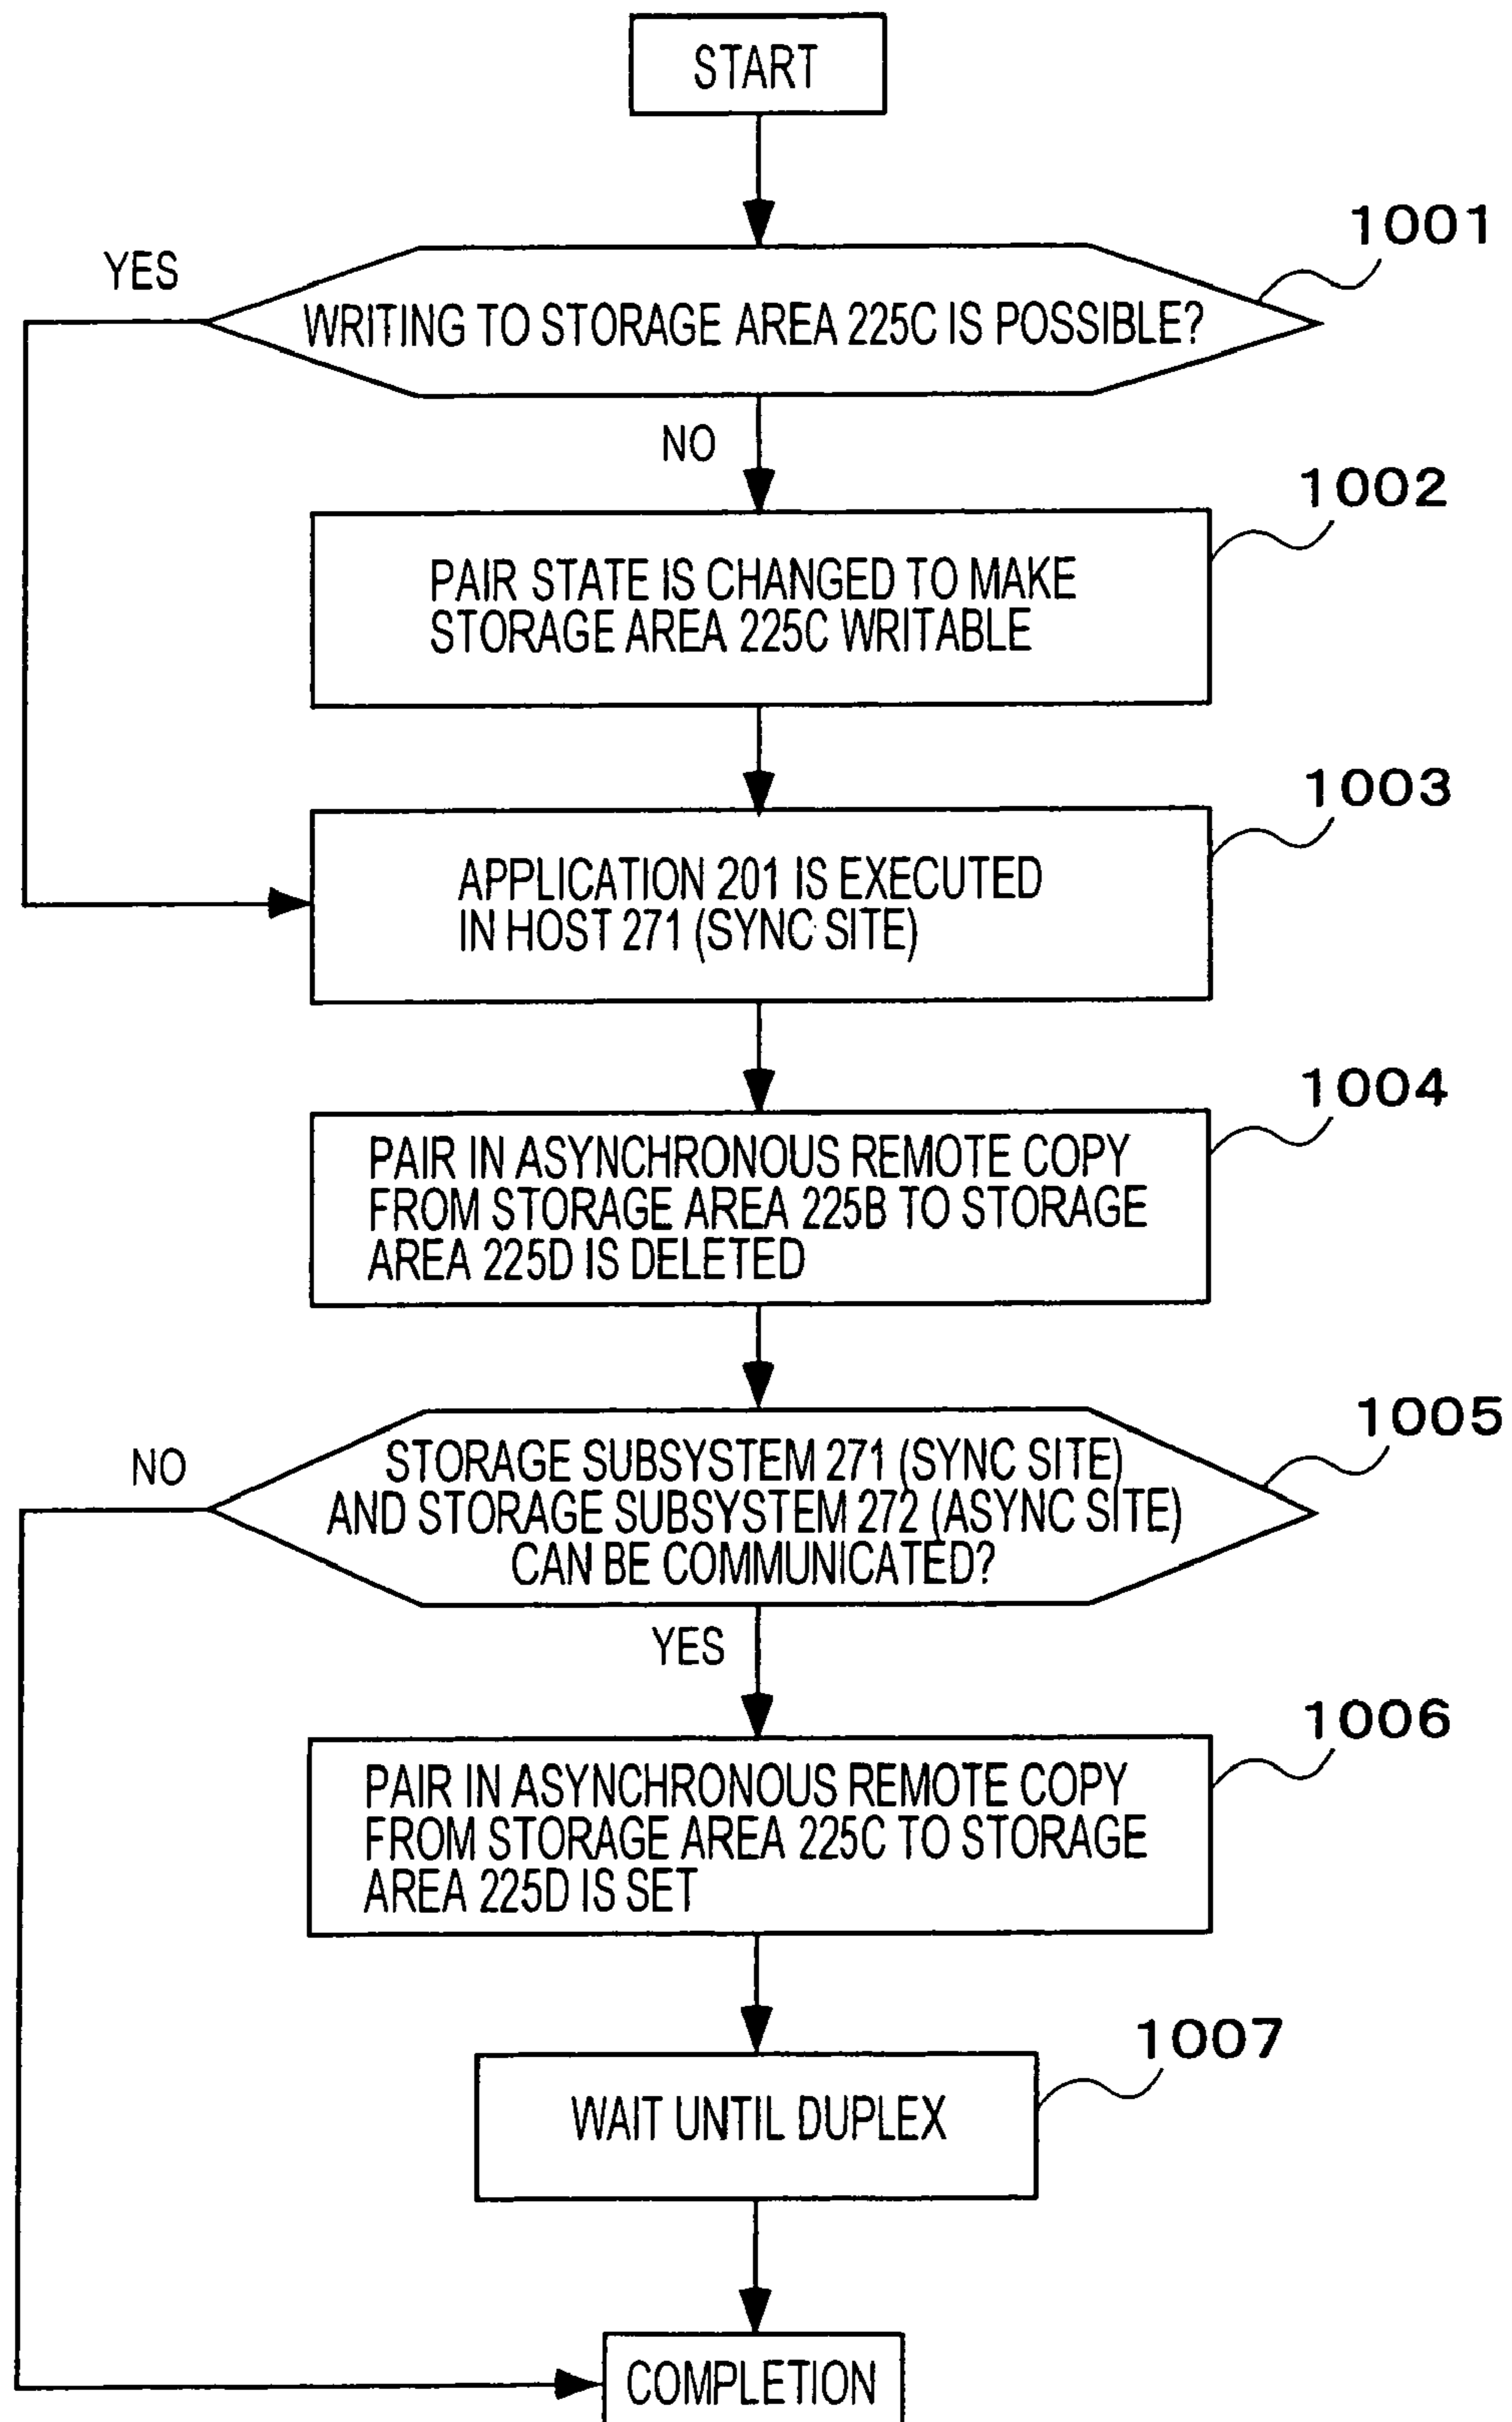 START
1001
YES
WRITING TO STORAGE AREA 225C IS POSSIBLE?
NO
1002
PAIR STATE IS CHANGED TO MAKE
STORAGE AREA 225C WRITABLE
1003
APPLICATION 201 IS EXECUTED
IN HOST 271 (SYNC SITE)
1004
PAIR IN ASYNCHRONOUS REMOTE COPY
FROM STORAGE AREA 225B TO STORAGE
AREA 225D IS DELETED
1005
NO
STORAGE SUBSYSTEM 271 (SYNC SITE)
AND STORAGE SUBSYSTEM 272 (ASYNC SITE)
CAN BE COMMUNICATED?
YES
1006
PAIR IN ASYNCHRONOUS REMOTE COPY
FROM STORAGE AREA 225C TO STORAGE
AREA 225D IS SET
1007
WAIT UNTIL DUPLEX
COMPLETION